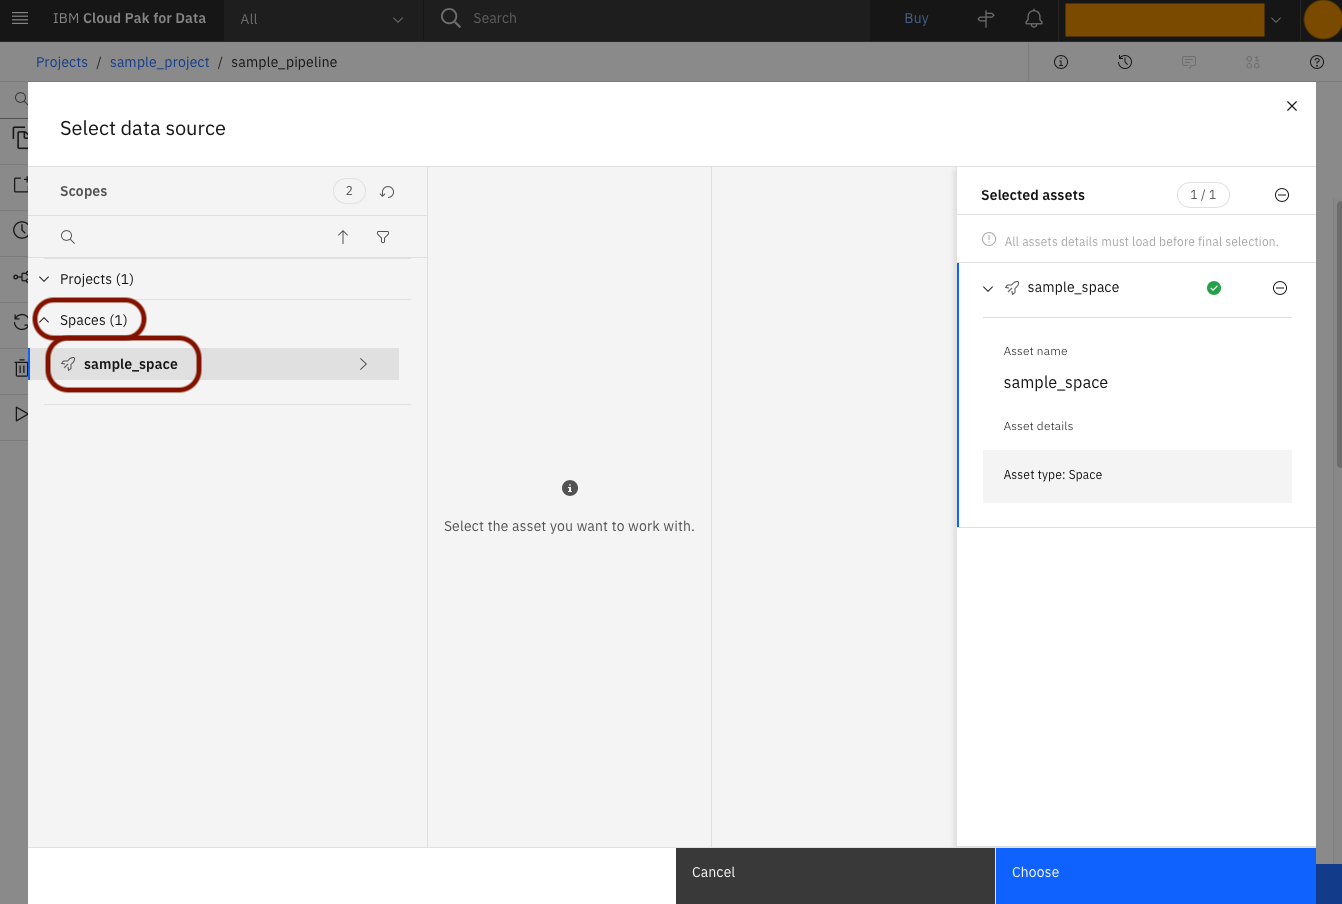 IBM Cloud Pak for Data
All
Search
Buy
Projects / sample_project / sample_pipeline
Select data source
Scopes
2
Projects (1)
Spaces (1)
sample_space
Select the asset you want to work with.
Selected assets
1 / 1
All assets details must load before final selection.
sample_space
Asset name
sample_space
Asset details
Asset type: Space
Cancel
Choose